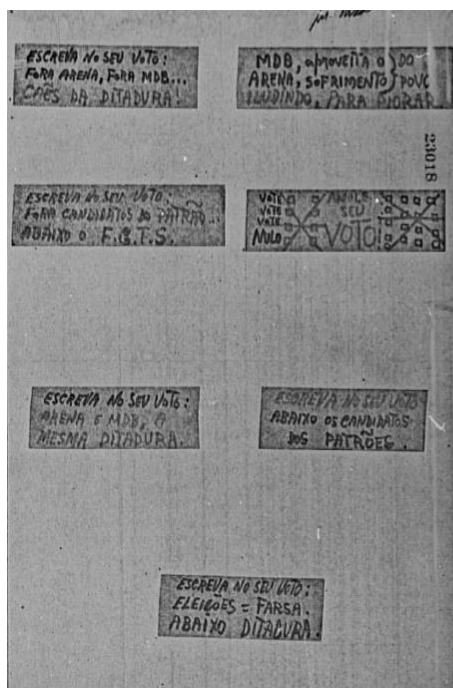 ESCREVA NO SEU VOTO:
FORA ARENA, FORA MDB...
CÃES DA DITADURA!
MDB, aproveita o DO
ARENA, SOFRIMENTO POVO
ILUDINDO, PARA PIORAR
23018
ESCREVA NO SEU VOTO:
FORA CANDIDATOS DO PATRÃO...
ABAIXO O F.G.T.S.
VOTE ANULE
VOTE SEU
VOTE VOTO!
NULO
ESCREVA NO SEU VOTO:
ARENA E MDB, A
MESMA DITADURA.
ESCREVA NO SEU VOTO
ABAIXO OS CANDIDATOS
DOS PATRÕES.
ESCREVA NO SEU VOTO:
ELEIÇÕES = FARSA.
ABAIXO DITADURA.